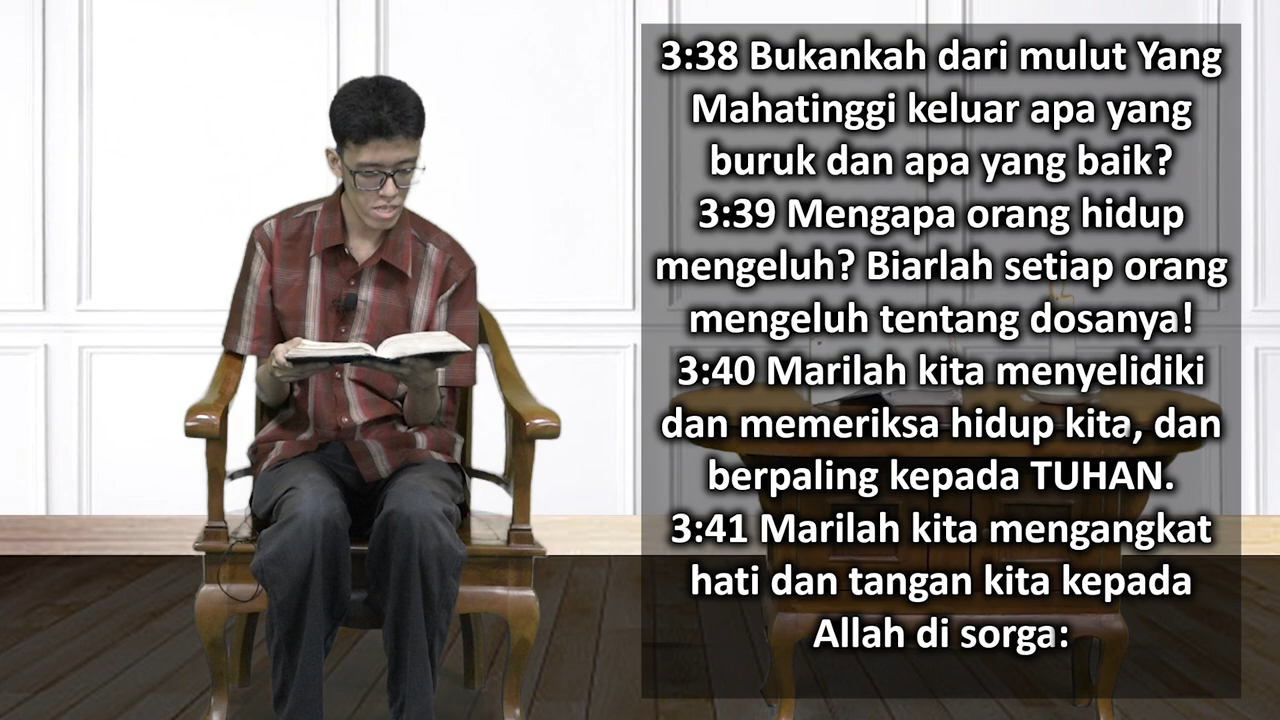 3:38 Bukankah dari mulut Yang
Mahatinggi keluar apa yang
buruk dan apa yang baik?
3:39 Mengapa orang hidup
mengeluh? Biarlah setiap orang
mengeluh tentang dosanya!
3:40 Marilah kita menyelidiki
dan memeriksa hidup kita, dan
berpaling kepada TUHAN.
3:41 Marilah kita mengangkat
hati dan tangan kita kepada
Allah di sorga: